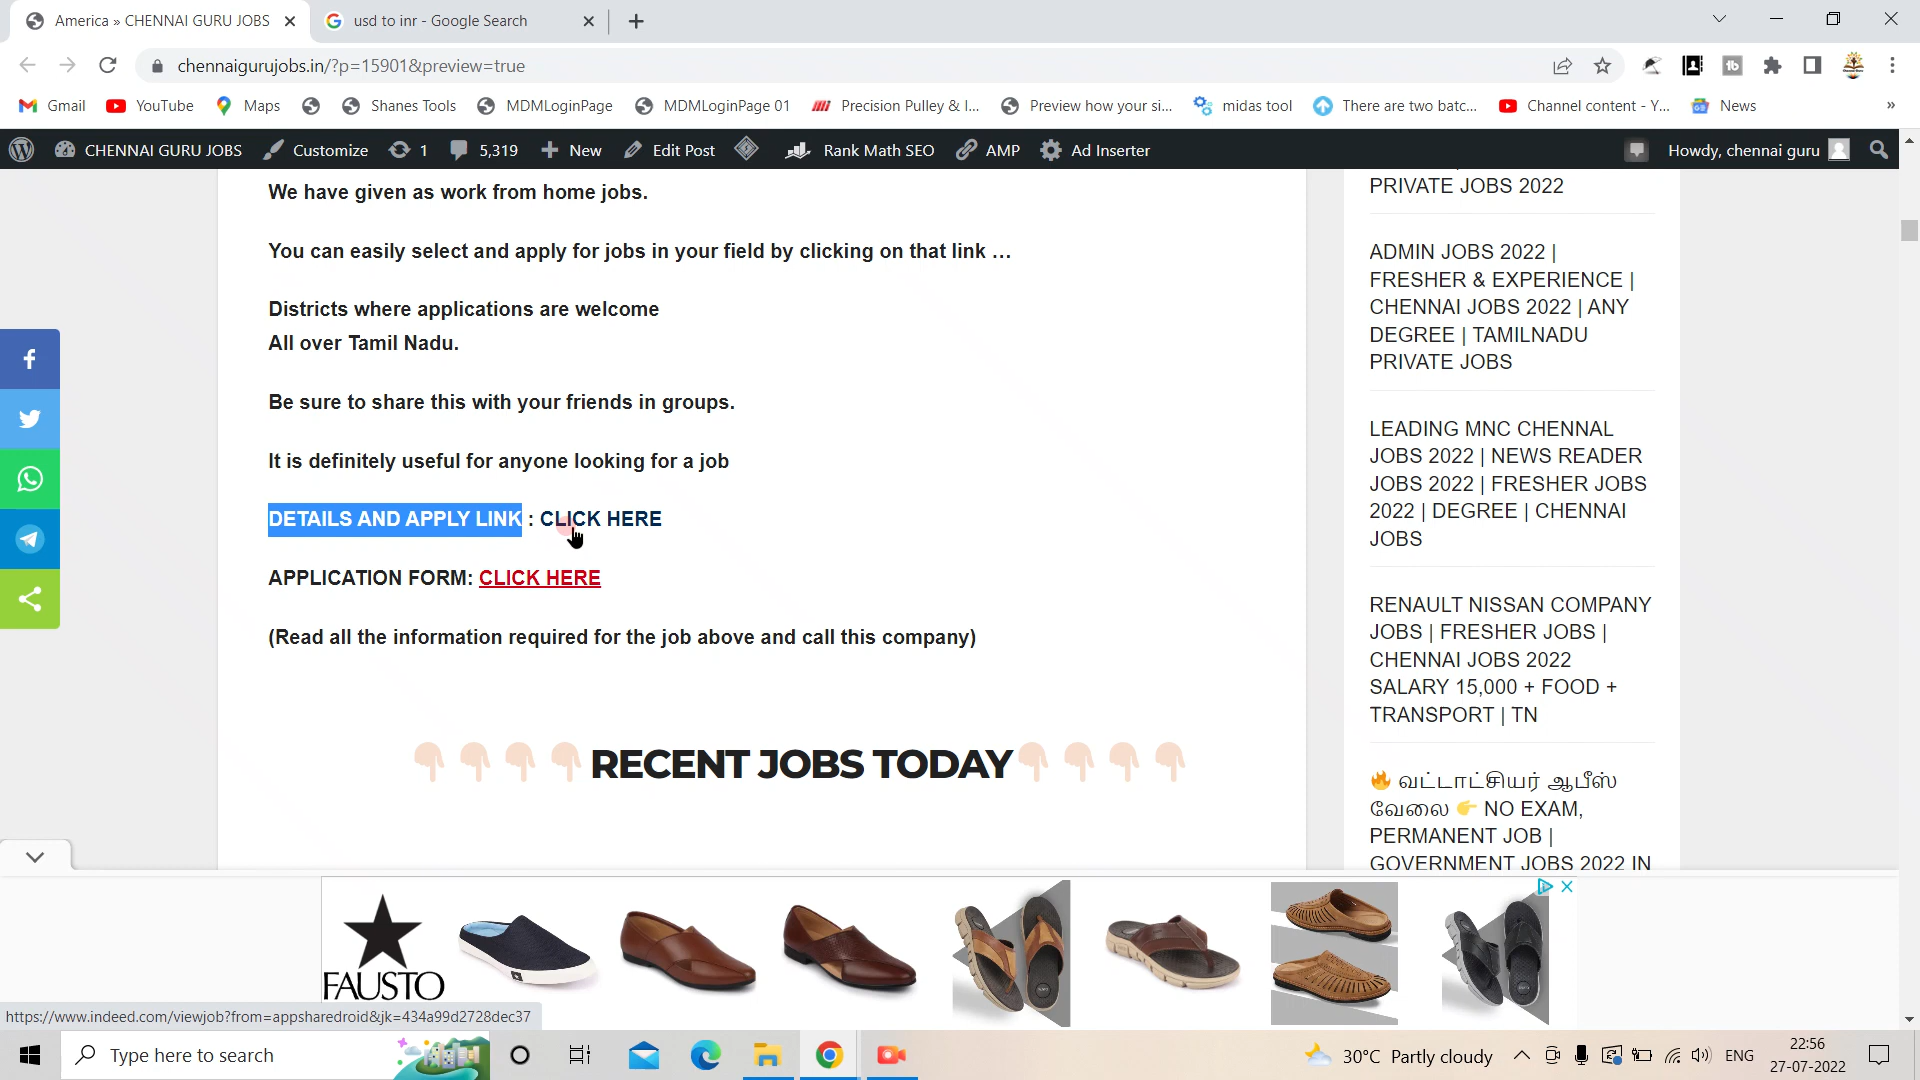 America » CHENNAI GURU JOBS
usd to inr - Google Search
chennaigurujobs.in/?p=15901&preview=true
Gmail
YouTube
Maps
Shanes Tools
MDMLoginPage
MDMLoginPage 01
Precision Pulley & I...
Preview how your si...
midas tool
There are two batc...
Channel content - Y...
News
»
CHENNAI GURU JOBS
Customize
1
5,319
New
Edit Post
Rank Math SEO
AMP
Ad Inserter
Howdy, chennai guru
We have given as work from home jobs.
You can easily select and apply for jobs in your field by clicking on that link …
Districts where applications are welcome
All over Tamil Nadu.
Be sure to share this with your friends in groups.
It is definitely useful for anyone looking for a job
DETAILS AND APPLY LINK : CLICK HERE
APPLICATION FORM: CLICK HERE
(Read all the information required for the job above and call this company)
RECENT JOBS TODAY
PRIVATE JOBS 2022
ADMIN JOBS 2022 |
FRESHER & EXPERIENCE |
CHENNAI JOBS 2022 | ANY
DEGREE | TAMILNADU
PRIVATE JOBS
LEADING MNC CHENNAL
JOBS 2022 | NEWS READER
JOBS 2022 | FRESHER JOBS
2022 | DEGREE | CHENNAI
JOBS
RENAULT NISSAN COMPANY
JOBS | FRESHER JOBS |
CHENNAI JOBS 2022
SALARY 15,000 + FOOD +
TRANSPORT | TN
🔥 வட்டாட்சியர் ஆபீஸ்
வேலை 👉 NO EXAM,
PERMANENT JOB |
GOVERNMENT JOBS 2022 IN
FAUSTO
https://www.indeed.com/viewjob?from=appsharedroid&jk=434a99d2728dec37
Type here to search
30°C Partly cloudy
ENG
22:56
27-07-2022